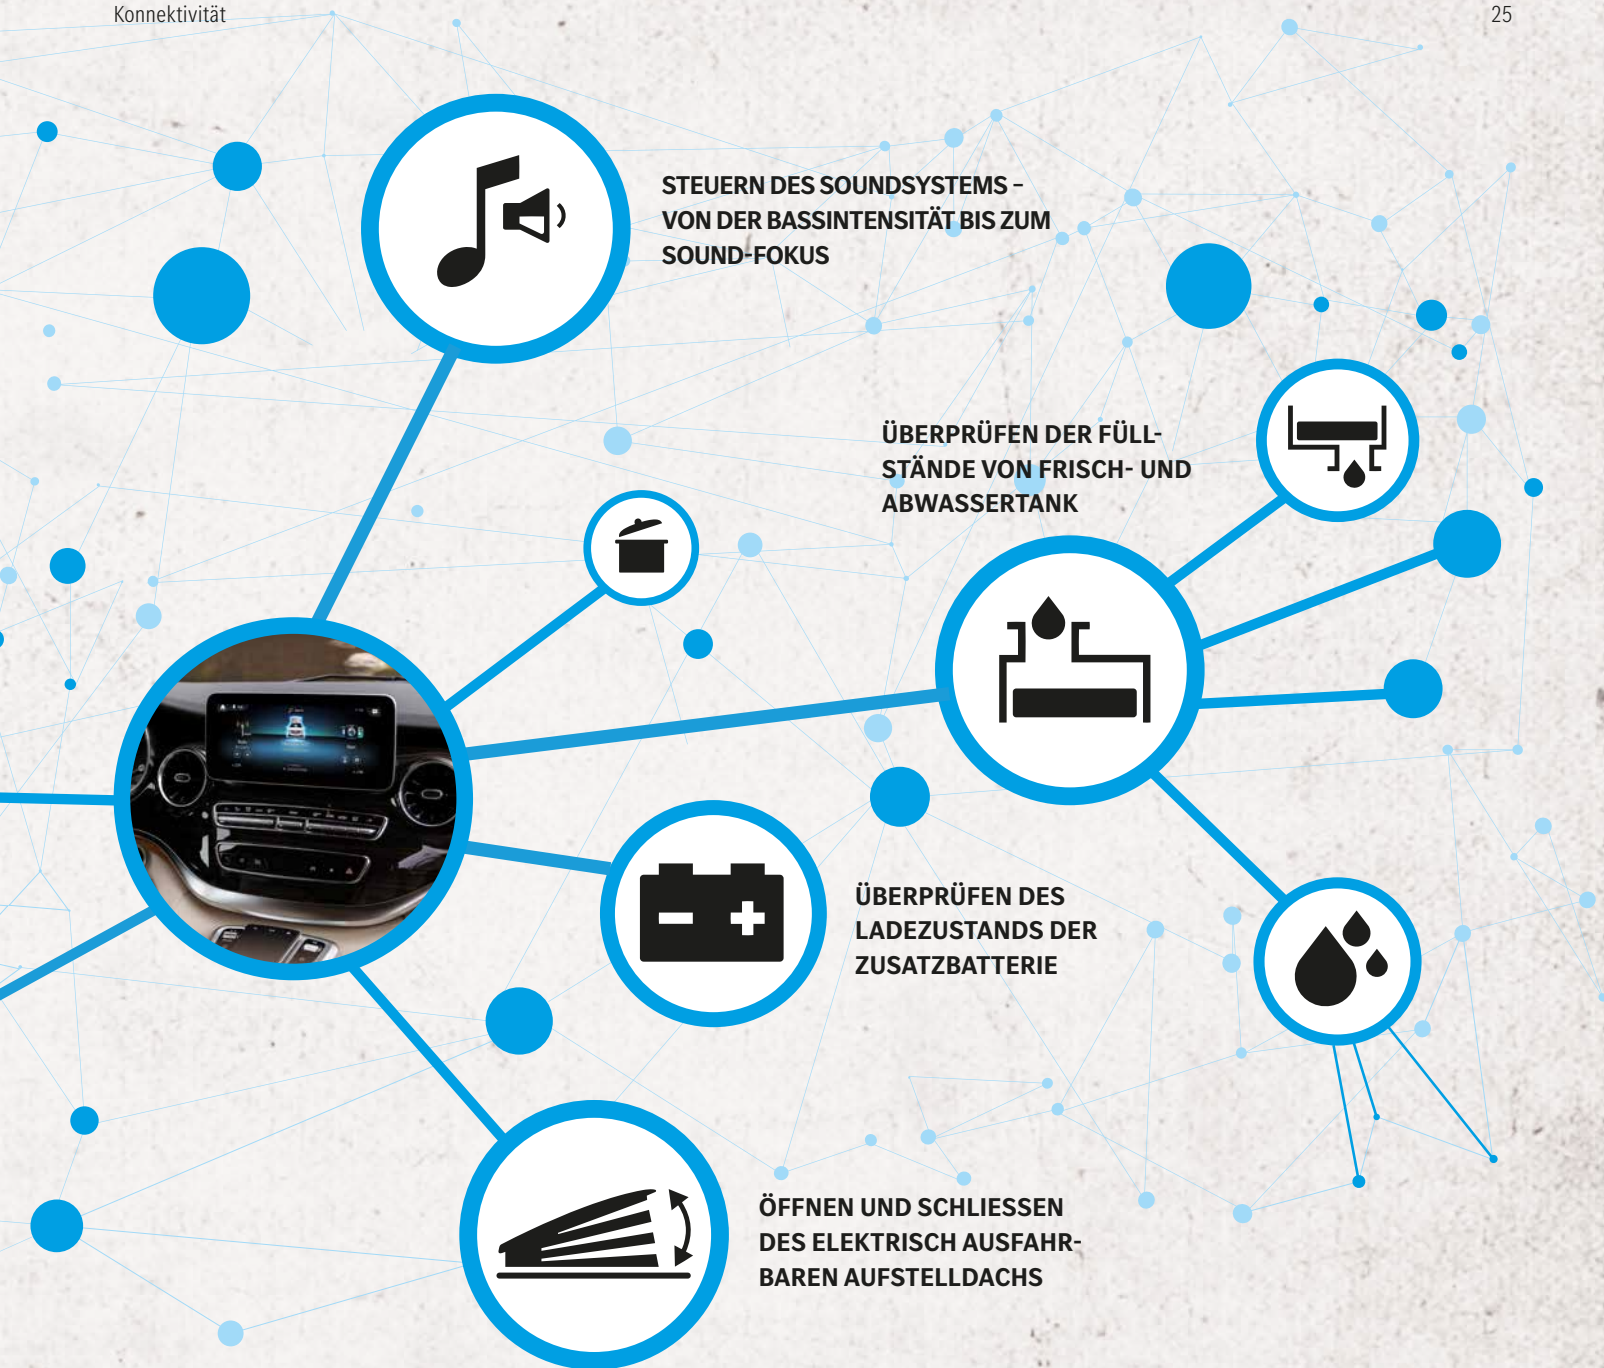 Konnektivität
25
STEUERN DES SOUNDSYSTEMS –
VON DER BASSINTENSITÄT BIS ZUM
SOUND-FOKUS
ÜBERPRÜFEN DER FÜLL-
STÄNDE VON FRISCH- UND
ABWASSERTANK
ÜBERPRÜFEN DES
LADEZUSTANDS DER
ZUSATZBATTERIE
ÖFFNEN UND SCHLIESSEN
DES ELEKTRISCH AUSFAHR-
BAREN AUFSTELLDACHS